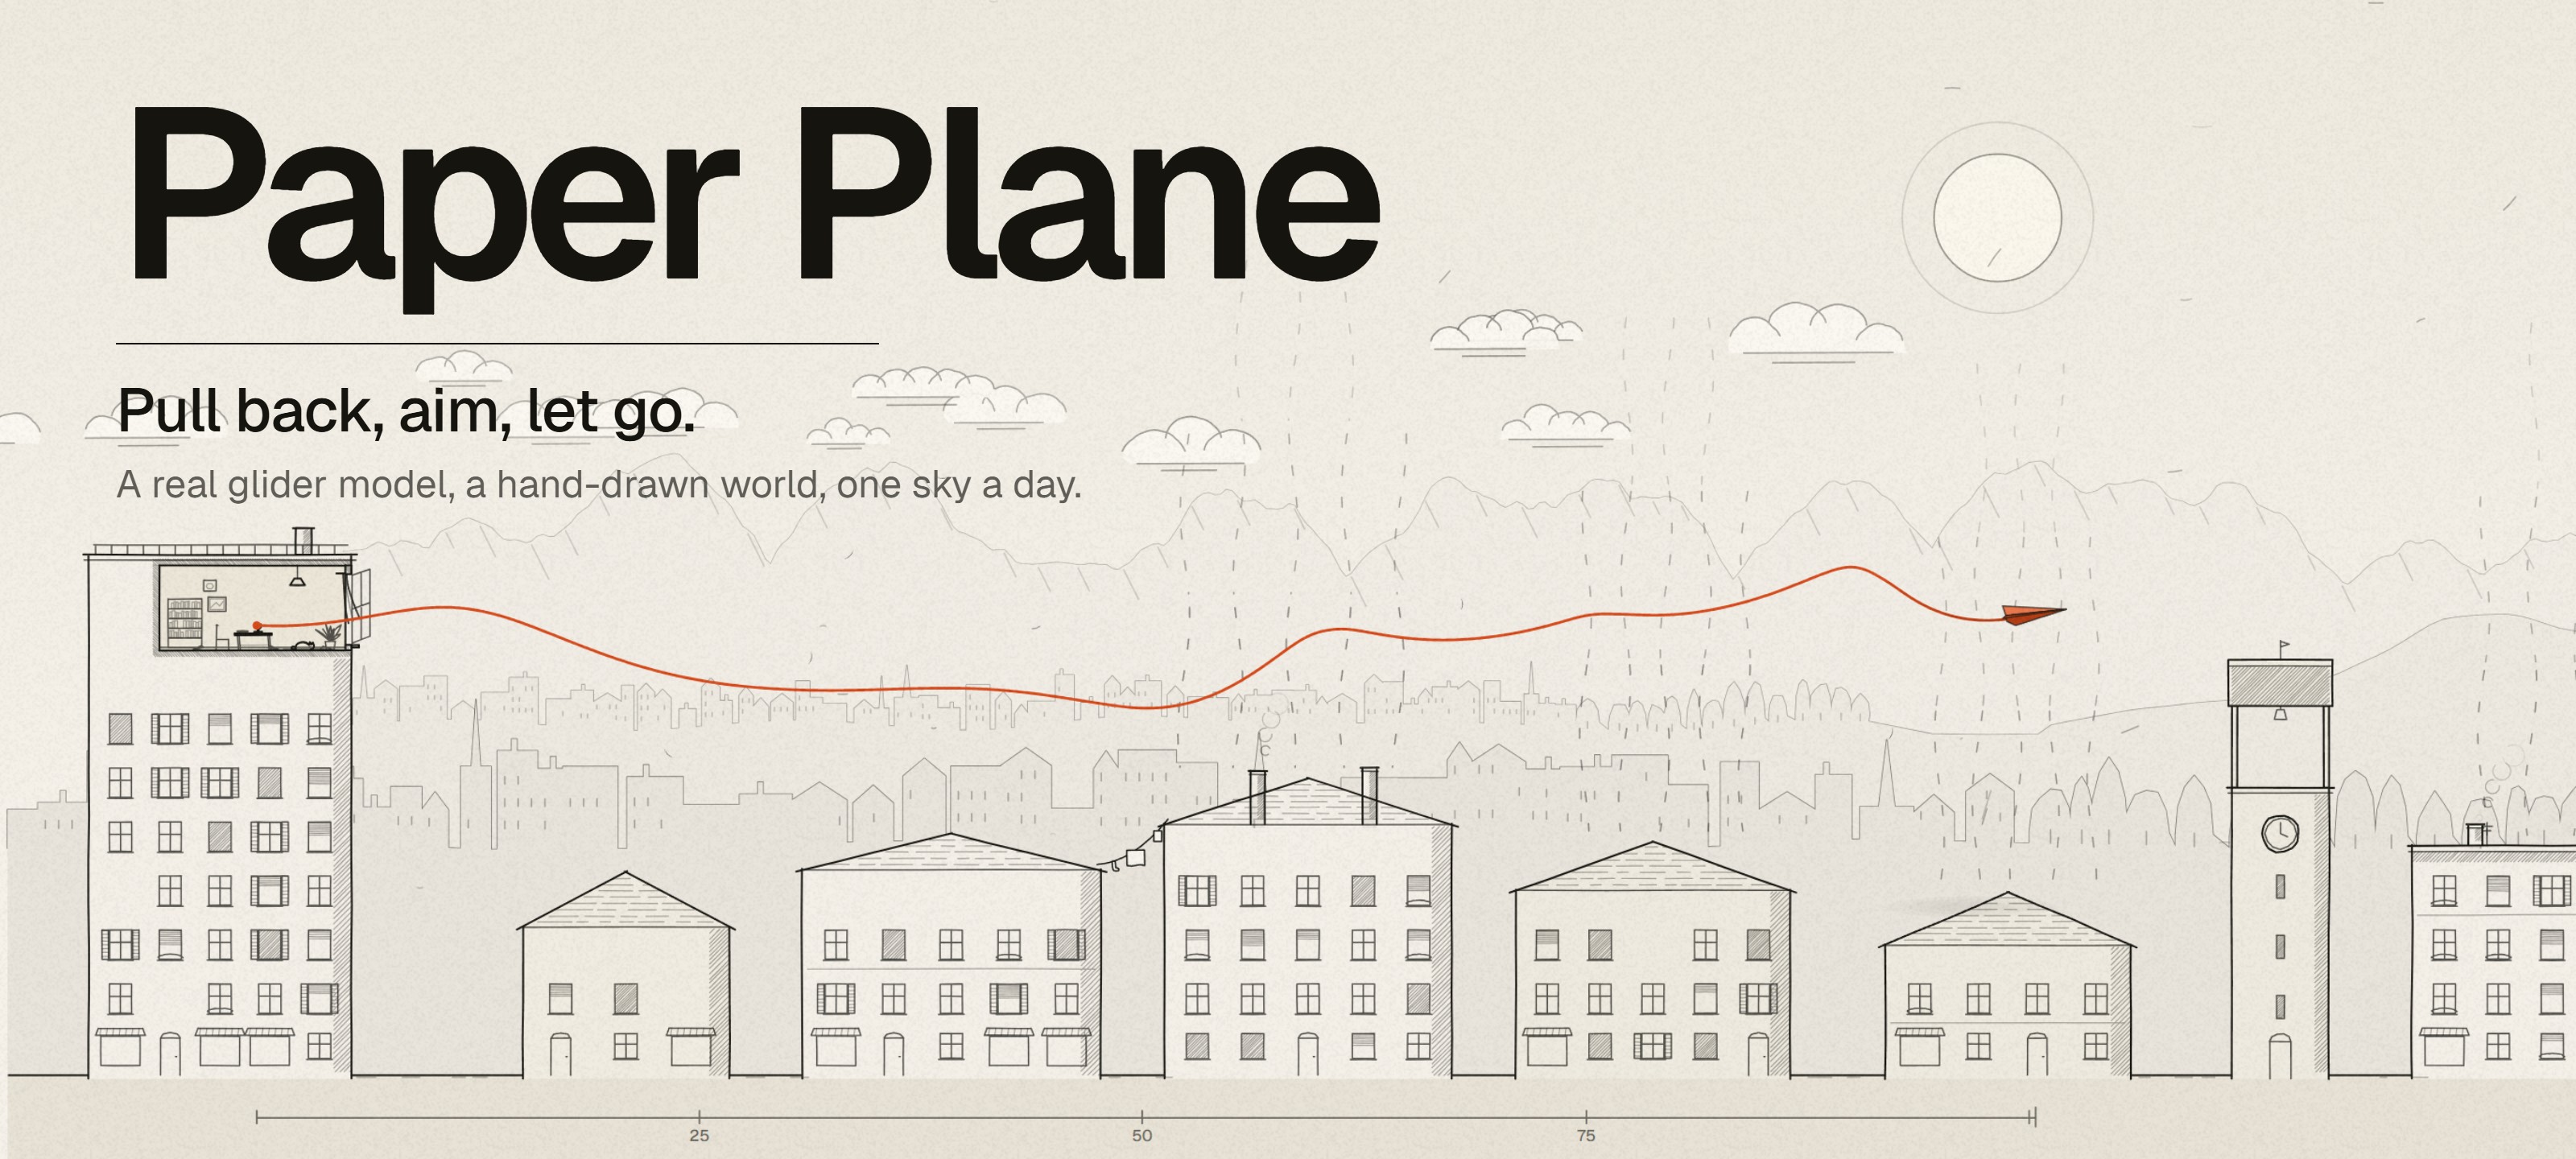 Paper Plane
Pull back, aim, let go.
A real glider model, a hand-drawn world, one sky a day.
25 50 75